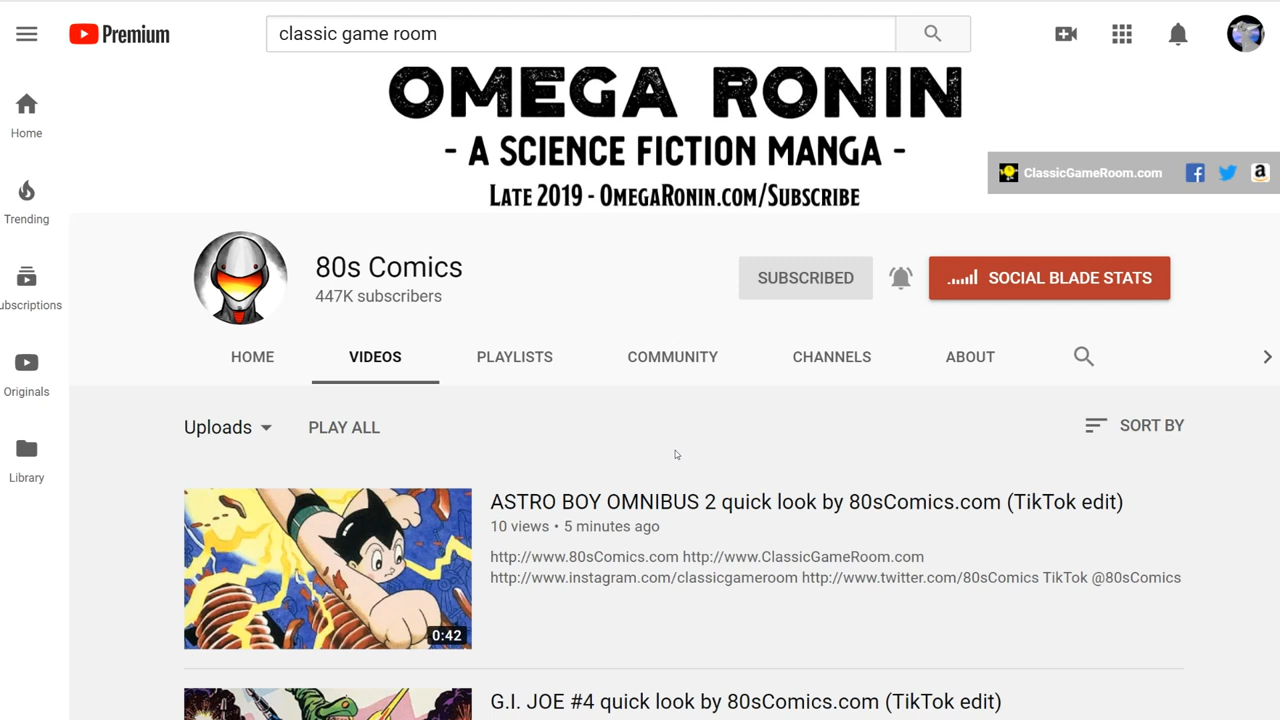 Premium
classic game room
OMEGA RONIN
- A SCIENCE FICTION MANGA -
LATE 2019 - OMEGARONIN.COM/SUBSCRIBE
ClassicGameRoom.com
Home
Trending
ubscriptions
Originals
Library
80s Comics
447K subscribers
SUBSCRIBED
SOCIAL BLADE STATS
HOME VIDEOS PLAYLISTS COMMUNITY CHANNELS ABOUT
Uploads PLAY ALL SORT BY
ASTRO BOY OMNIBUS 2 quick look by 80sComics.com (TikTok edit)
10 views • 5 minutes ago
http://www.80sComics.com http://www.ClassicGameRoom.com
http://www.instagram.com/classicgameroom http://www.twitter.com/80sComics TikTok @80sComics
0:42
G.I. JOE #4 quick look by 80sComics.com (TikTok edit)